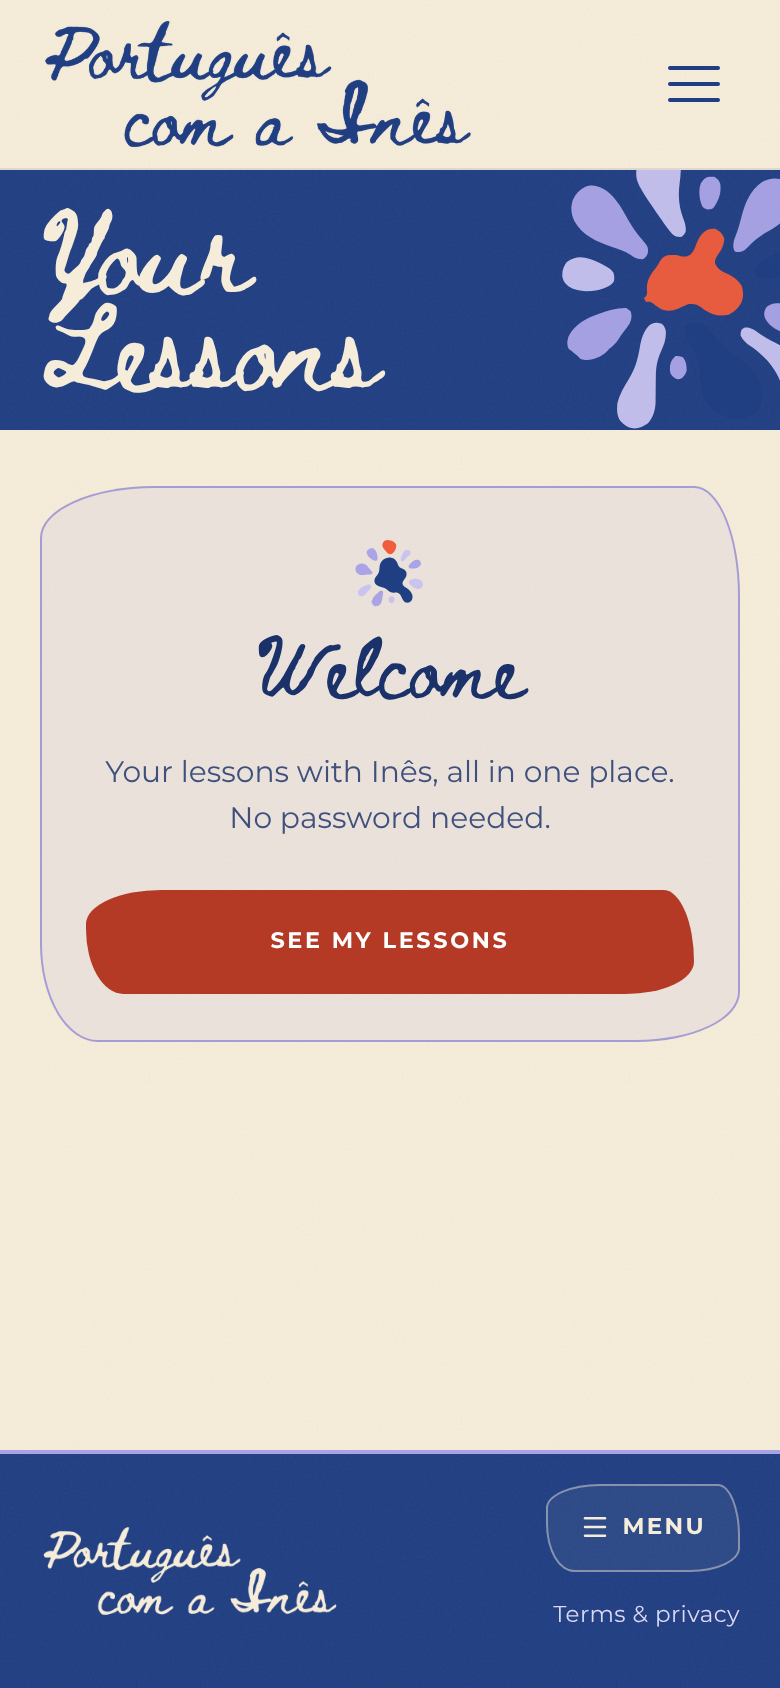 Português
com a Inês
Your
Lessons
Welcome
Your lessons with Inês, all in one place.
No password needed.
SEE MY LESSONS
Português
com a Inês
MENU
Terms & privacy